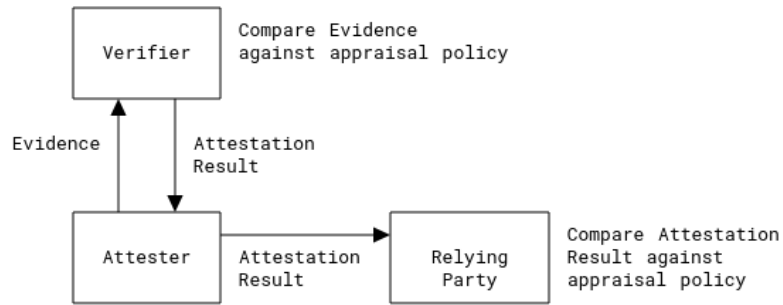 Verifier
Compare Evidence
against appraisal policy
Evidence
Attestation
Result
Attester
Attestation
Result
Relying
Party
Compare Attestation
Result against
appraisal policy